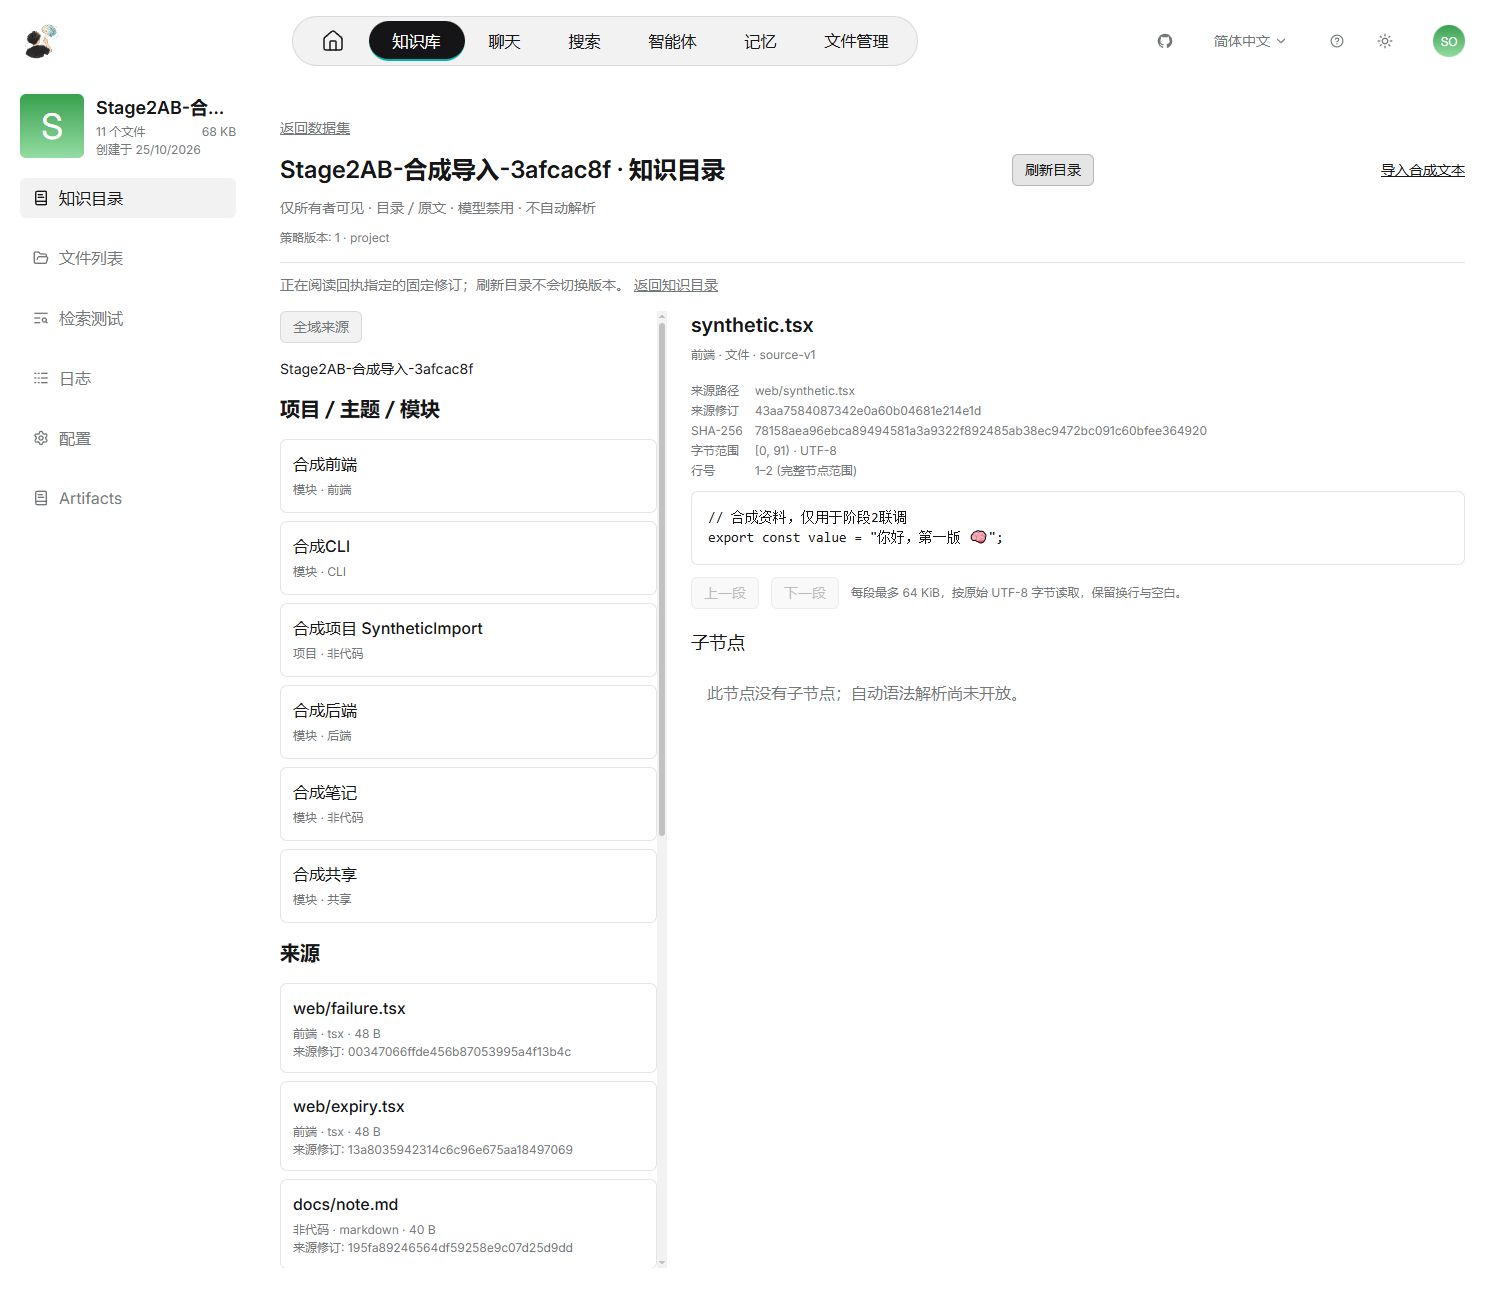 知识库
聊天
搜索
智能体
记忆
文件管理
简体中文
SO
S
Stage2AB-合...
11 个文件
68 KB
创建于 25/10/2026
知识目录
文件列表
检索测试
日志
配置
Artifacts
返回数据集
Stage2AB-合成导入-3afcac8f · 知识目录
刷新目录
导入合成文本
仅所有者可见 · 目录 / 原文 · 模型禁用 · 不自动解析
策略版本: 1 · project
正在阅读回执指定的固定修订；刷新目录不会切换版本。 返回知识目录
全域来源
Stage2AB-合成导入-3afcac8f
项目 / 主题 / 模块
合成前端
模块 · 前端
合成CLI
模块 · CLI
合成项目 SyntheticImport
项目 · 非代码
合成后端
模块 · 后端
合成笔记
模块 · 非代码
合成共享
模块 · 共享
来源
web/failure.tsx
前端 · tsx · 48 B
来源修订: 00347066ffde456b87053995a4f13b4c
web/expiry.tsx
前端 · tsx · 48 B
来源修订: 13a8035942314c6c96e675aa18497069
docs/note.md
非代码 · markdown · 40 B
来源修订: 195fa89246564df59258e9c07d25d9dd
synthetic.tsx
前端 · 文件 · source-v1
来源路径 web/synthetic.tsx
来源修订 43aa7584087342e0a60b04681e214e1d
SHA-256 78158aea96ebca89494581a3a9322f892485ab38ec9472bc091c60bfee364920
字节范围 [0, 91) · UTF-8
行号 1–2 (完整节点范围)
// 合成资料，仅用于阶段2联调
export const value = "你好，第一版 🧠";
上一段
下一段
每段最多 64 KiB，按原始 UTF-8 字节读取，保留换行与空白。
子节点
此节点没有子节点；自动语法解析尚未开放。